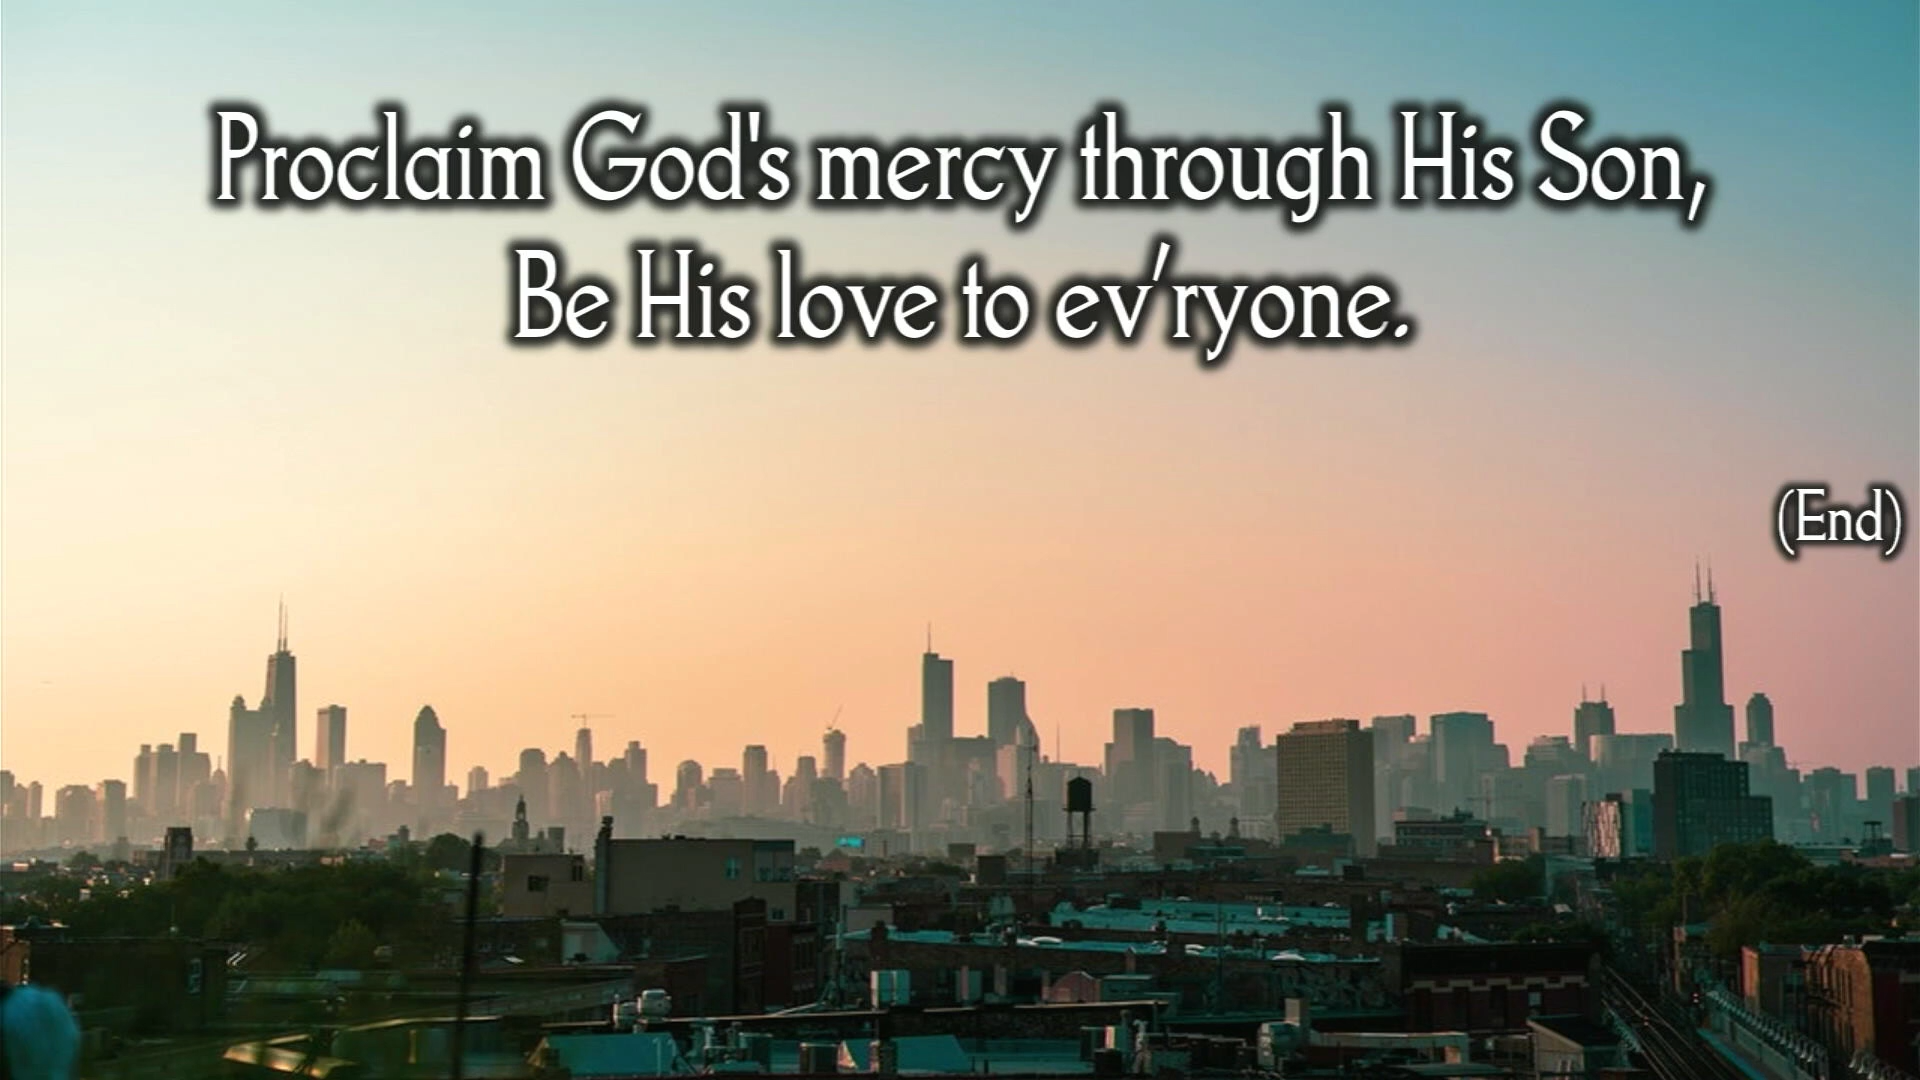 Proclaim God's mercy through His Son,
Be His love to ev'ryone.
(End)